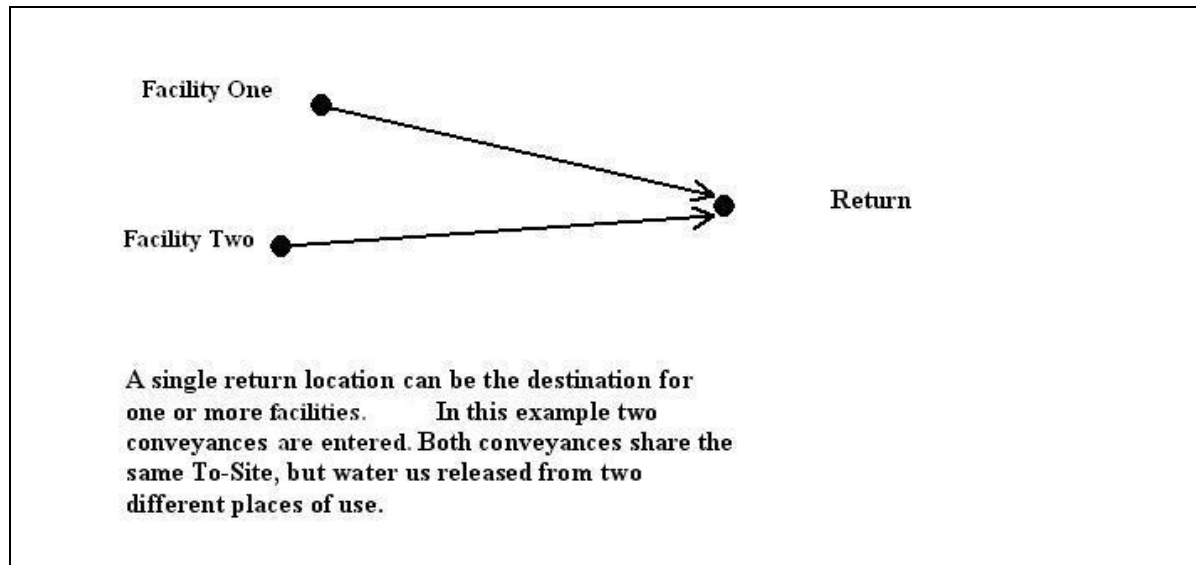 Facility One
Return
Facility Two
A single return location can be the destination for
one or more facilities. In this example two
conveyances are entered. Both conveyances share the
same To-Site, but water us released from two
different places of use.